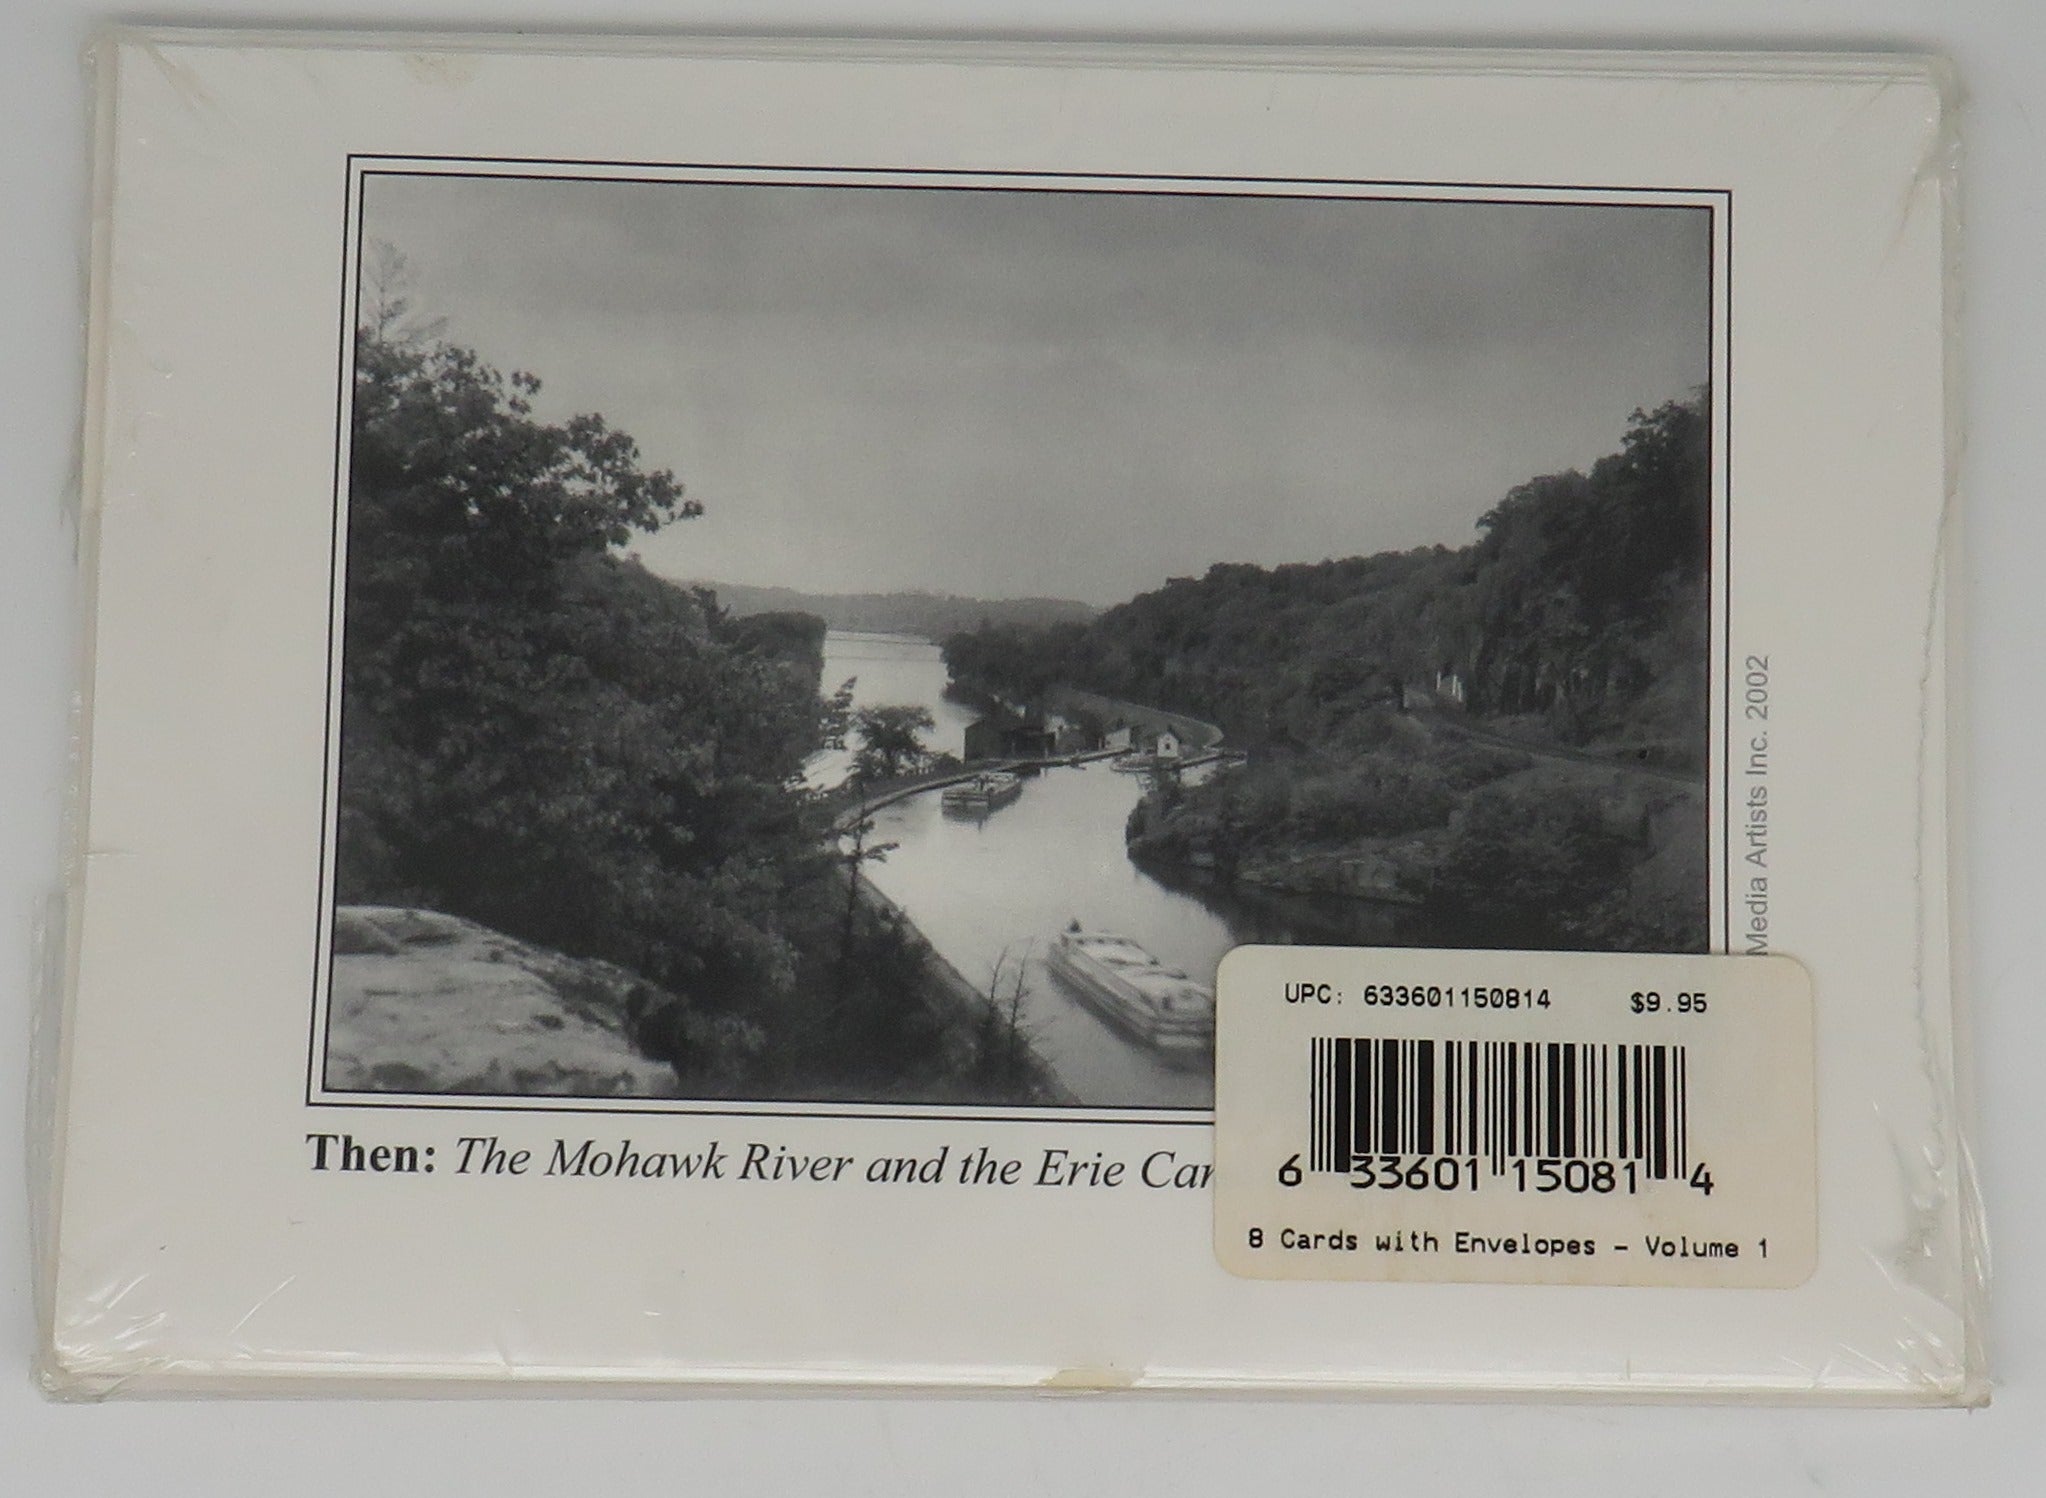 Media Artists Inc. 2002
UPC: 633601150814 $9.95
6 33601 15081 4
8 Cards with Envelopes - Volume 1
Then: The Mohawk River and the Erie